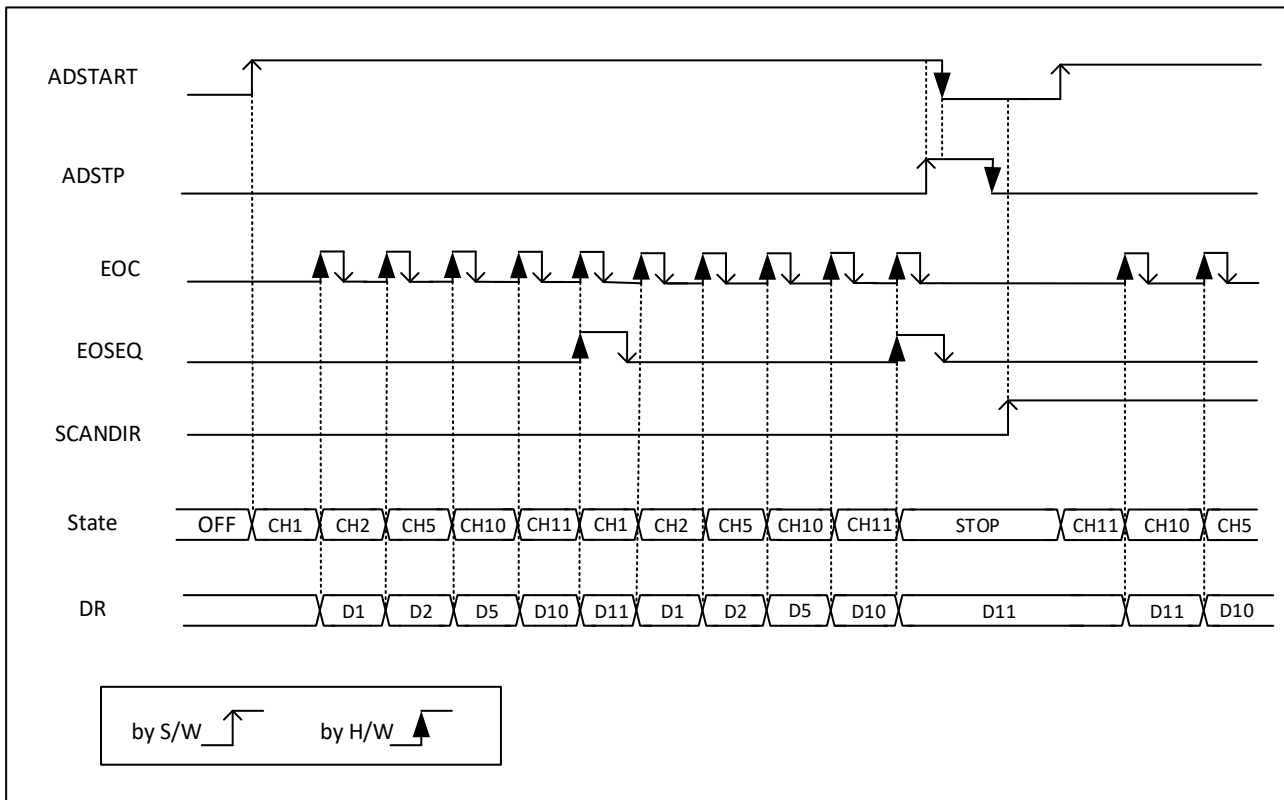 ADSTART
ADSTP
EOC
EOSEQ
SCANDIR
State OFF CH1 CH2 CH5 CH10 CH11 CH1 CH2 CH5 CH10 CH11 STOP CH11 CH10 CH5
DR D1 D2 D5 D10 D11 D1 D2 D5 D10 D11 D11 D10
by S/W by H/W